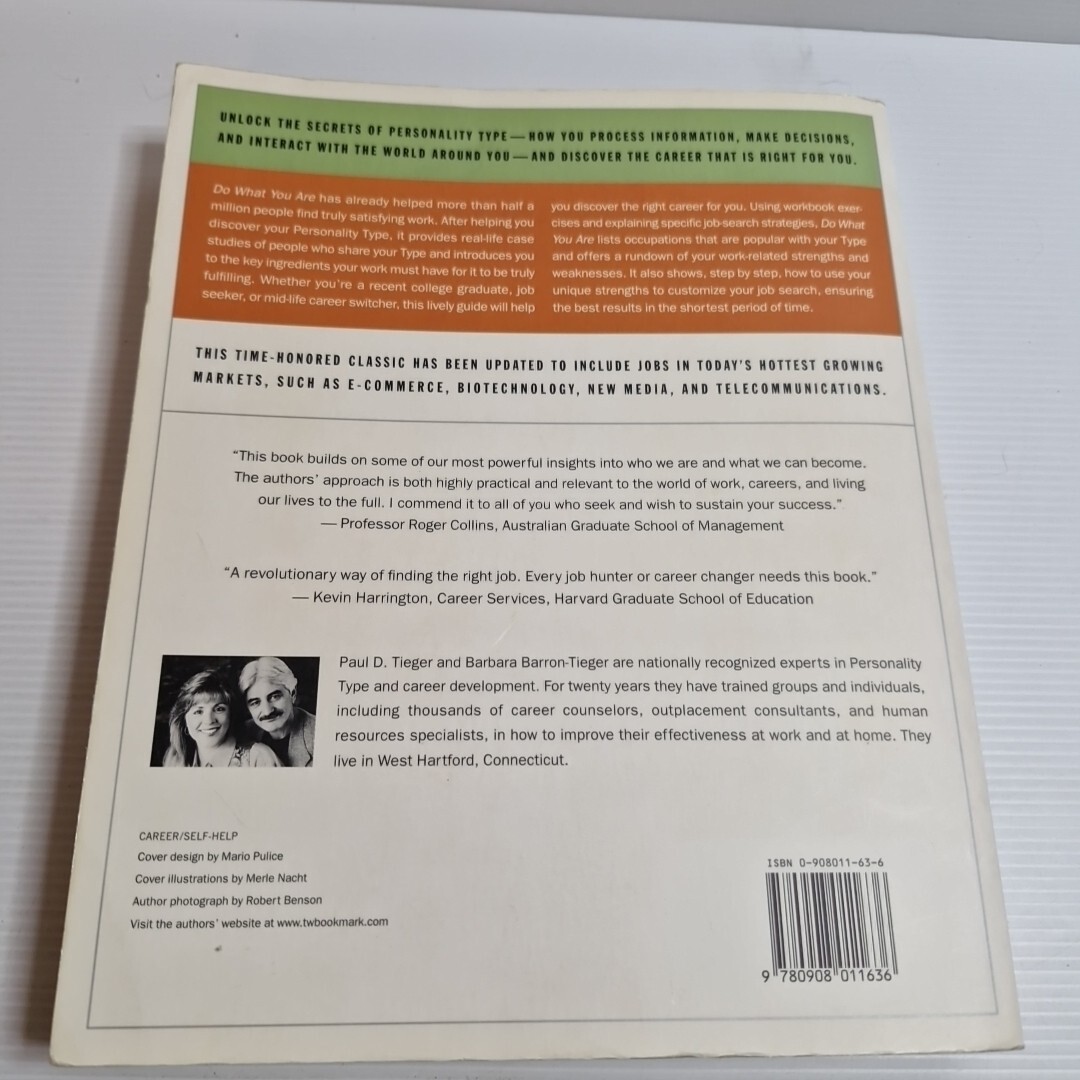 UNLOCK THE SECRETS OF PERSONALITY TYPE — HOW YOU PROCESS INFORMATION, MAKE DECISIONS,
AND INTERACT WITH THE WORLD AROUND YOU — AND DISCOVER THE CAREER THAT IS RIGHT FOR YOU.
Do What You Are has already helped more than half a
million people find truly satisfying work. After helping you
discover your Personality Type, it provides real-life case
studies of people who share your Type and introduces you
to the key ingredients your work must have for it to be truly
fulfilling. Whether you're a recent college graduate, job
seeker, or mid-life career switcher, this lively guide will help
you discover the right career for you. Using workbook exer-
cises and explaining specific job-search strategies, Do What
You Are lists occupations that are popular with your Type
and offers a rundown of your work-related strengths and
weaknesses. It also shows, step by step, how to use your
unique strengths to customize your job search, ensuring
the best results in the shortest period of time.
THIS TIME-HONORED CLASSIC HAS BEEN UPDATED TO INCLUDE JOBS IN TODAY'S HOTTEST GROWING
MARKETS, SUCH AS E-COMMERCE, BIOTECHNOLOGY, NEW MEDIA, AND TELECOMMUNICATIONS.
"This book builds on some of our most powerful insights into who we are and what we can become.
The authors' approach is both highly practical and relevant to the world of work, careers, and living
our lives to the full. I commend it to all of you who seek and wish to sustain your success."
— Professor Roger Collins, Australian Graduate School of Management
"A revolutionary way of finding the right job. Every job hunter or career changer needs this book."
— Kevin Harrington, Career Services, Harvard Graduate School of Education
Paul D. Tieger and Barbara Barron-Tieger are nationally recognized experts in Personality
Type and career development. For twenty years they have trained groups and individuals,
including thousands of career counselors, outplacement consultants, and human
resources specialists, in how to improve their effectiveness at work and at home. They
live in West Hartford, Connecticut.
CAREER/SELF-HELP
Cover design by Mario Pulice
Cover illustrations by Merle Nacht
Author photograph by Robert Benson
Visit the authors' website at www.twbookmark.com
ISBN 0-908011-63-6
9 780908 011636